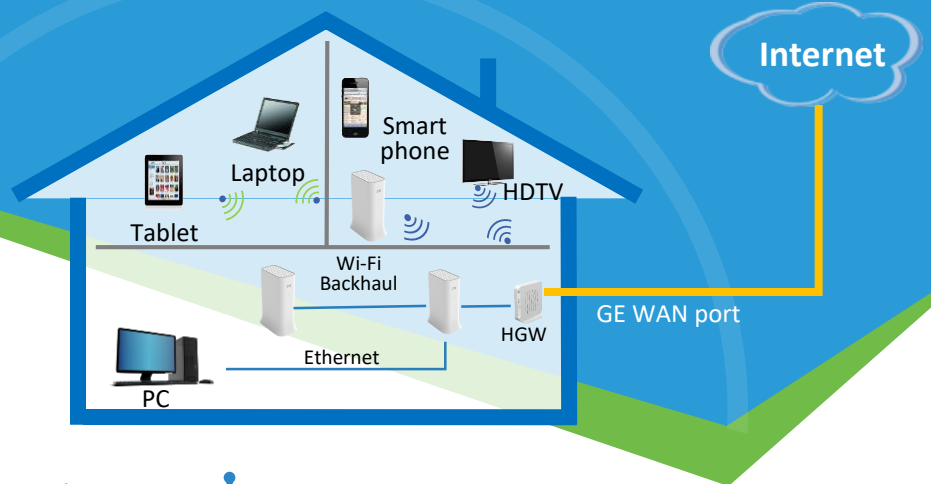 Internet
Smart
phone
Laptop
HDTV
Tablet
Wi-Fi
Backhaul
GE WAN port
HGW
Ethernet
PC